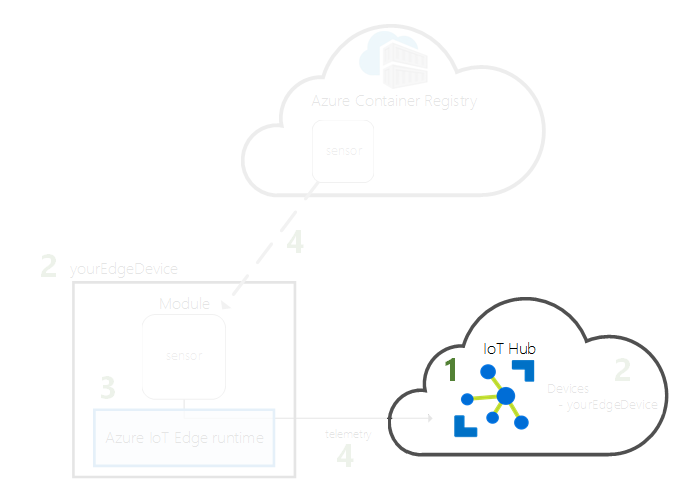 Azure Container Registry
sensor
4
2 yourEdgeDevice
Module
sensor
3
Azure IoT Edge runtime
telemetry
4
IoT Hub
1
2
Devices
- yourEdgeDevice